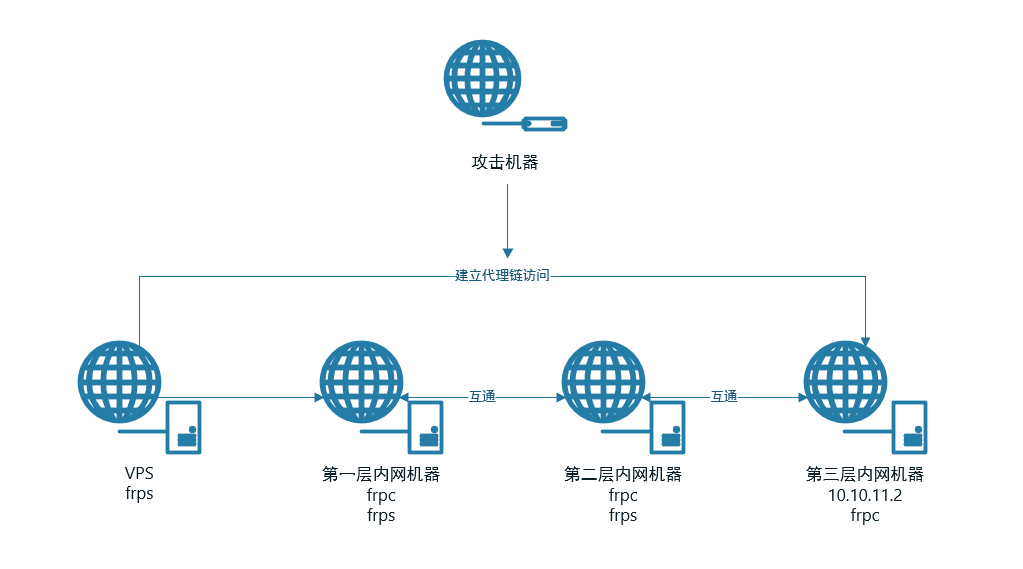 攻击机器
建立代理链访问
互通
互通
VPS
frps
第一层内网机器
frpc
frps
第二层内网机器
frpc
frps
第三层内网机器
10.10.11.2
frpc